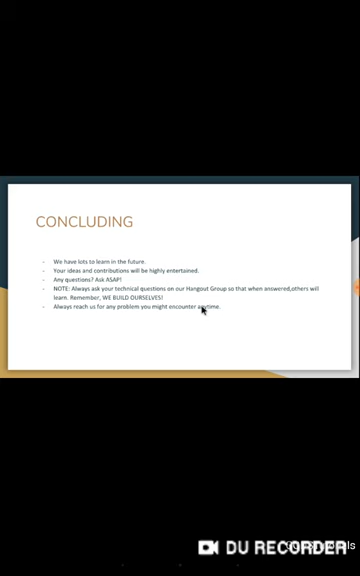 CONCLUDING
- We have lots to learn in the future.
- Your ideas and contributions will be highly entertained.
- Any questions? Ask ASAP!
- NOTE: Always ask your technical questions on our Hangout Group so that when answered,others will
learn. Remember, WE BUILD OURSELVES!
- Always reach us for any problem you might encounter anytime.
DU RECORDER